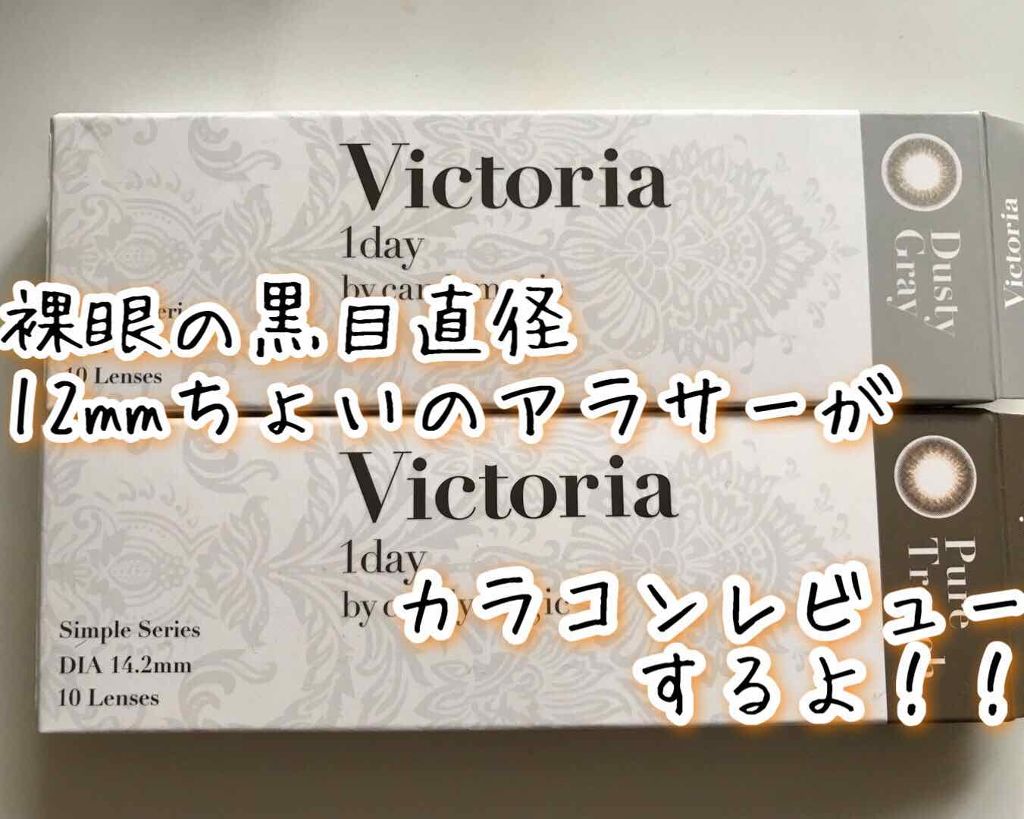 Victoria
1day
Dusty
Gray
Victoria
裸眼の黒目直径
10 Lenses
12mmちょいのアラサーが
Victoria
1day
by
カラコンレビュー
Pure
Simple Series
DIA 14.2mm
10 Lenses
するよ！！